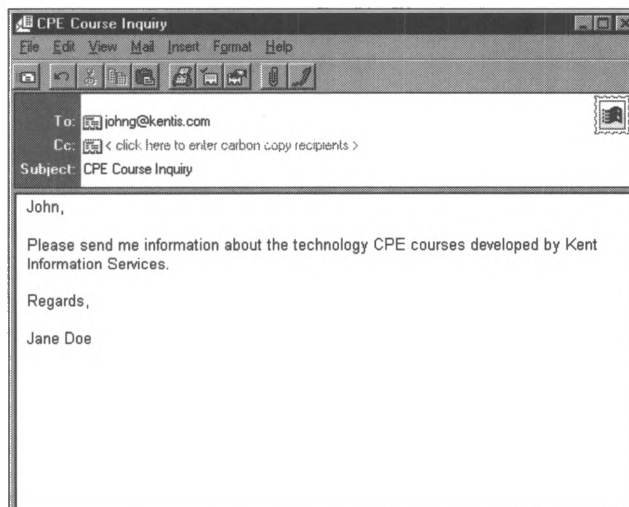 CPE Course Inquiry
File Edit View Mail Insert Format Help
To: johng@kentis.com
Cc: < click here to enter carbon copy recipients >
Subject: CPE Course Inquiry
John,
Please send me information about the technology CPE courses developed by Kent
Information Services.
Regards,
Jane Doe